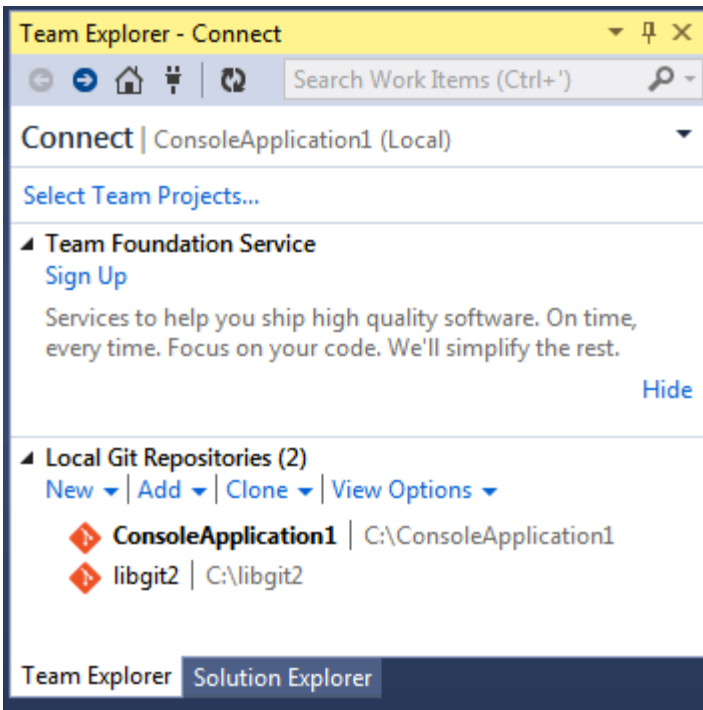 Team Explorer - Connect
Search Work Items (Ctrl+')
Connect | ConsoleApplication1 (Local)
Select Team Projects...
Team Foundation Service
Sign Up
Services to help you ship high quality software. On time,
every time. Focus on your code. We'll simplify the rest.
Hide
Local Git Repositories (2)
New | Add | Clone | View Options
ConsoleApplication1 | C:\ConsoleApplication1
libgit2 | C:\libgit2
Team Explorer Solution Explorer